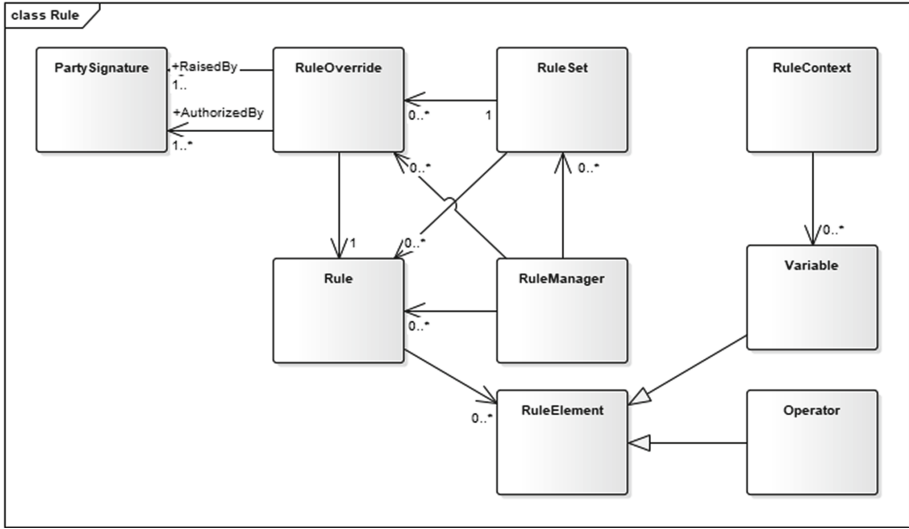 class Rule
PartySignature
+RaisedBy
1..
+AuthorizedBy
1..*
RuleOverride
0..*
1
RuleSet
RuleContext
0..*
0..*
0..*
1
0..*
Rule
RuleManager
Variable
0..*
0..*
RuleElement
Operator